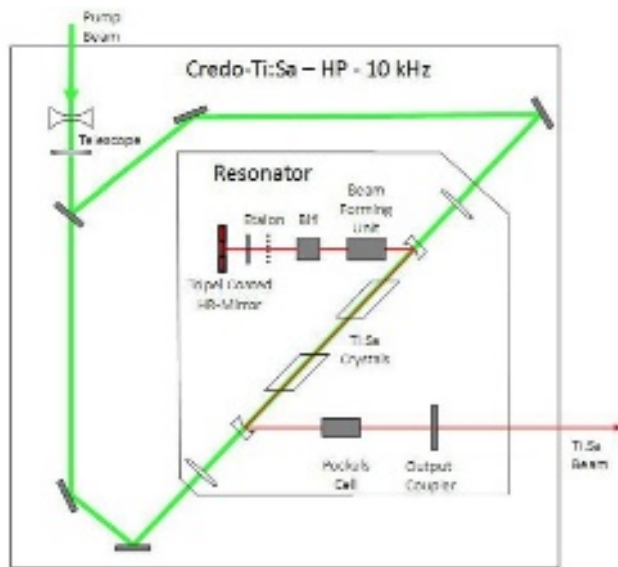 Pump
Beam
Credo-Ti:Sa – HP - 10 kHz
Telescope
Resonator
Beam
Forming
Unit
Etalon
Tripel Coated
HR-Mirror
Ti:Sa
Crystals
Pockels
Cell
Output
Coupler
Ti:Sa
Beam